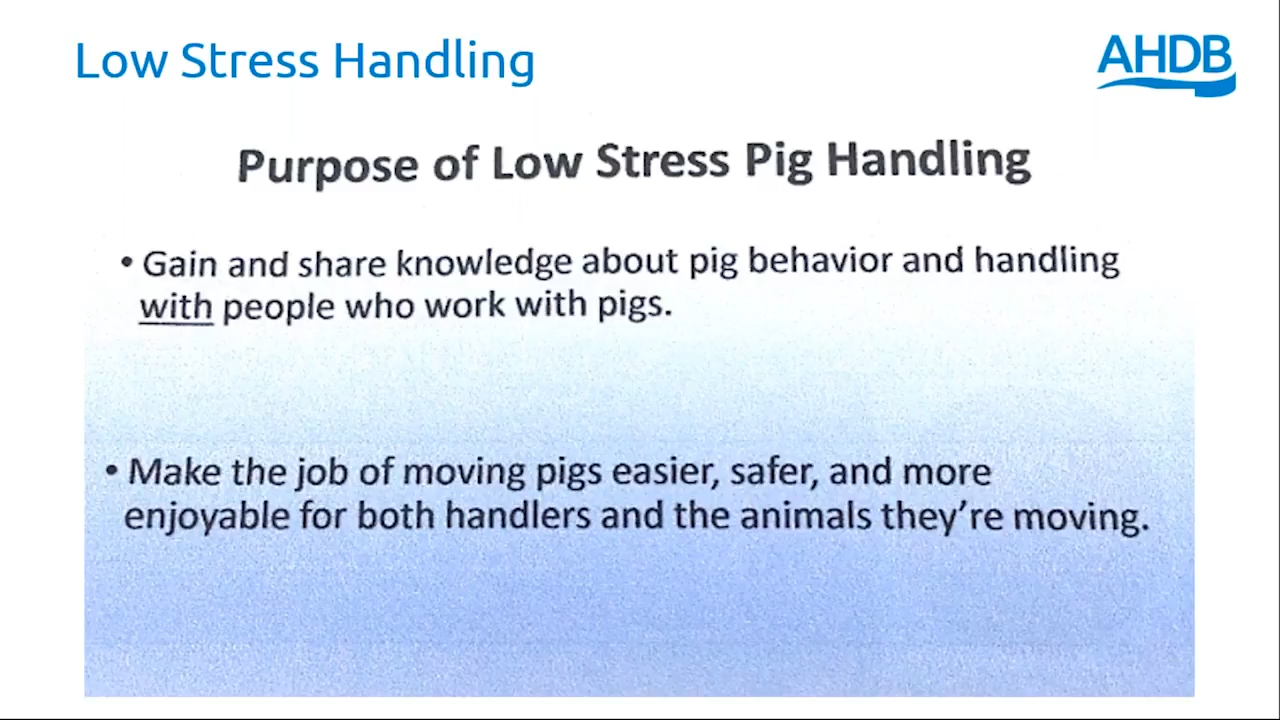 Low Stress Handling
AHDB
Purpose of Low Stress Pig Handling
• Gain and share knowledge about pig behavior and handling
with people who work with pigs.
• Make the job of moving pigs easier, safer, and more
enjoyable for both handlers and the animals they're moving.